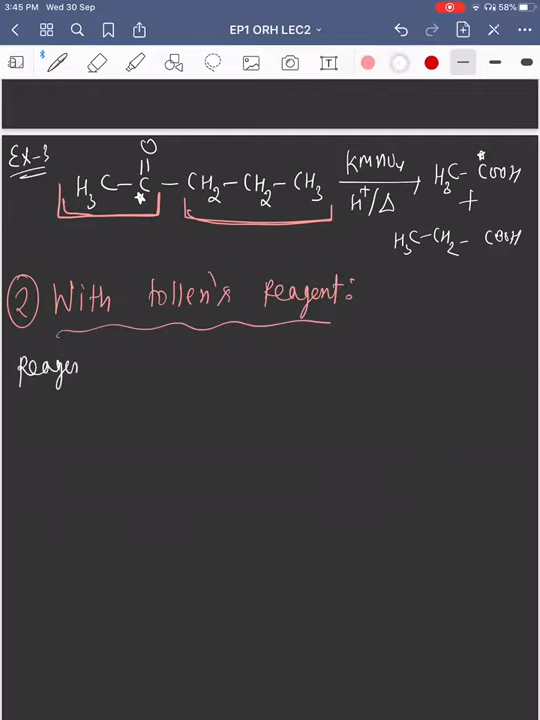 3:45 PM Wed 30 Sep 58%
EP1 ORH LEC2
T
Ex-3
O
||
H3C-C-CH2-CH2-CH3 KMnO4 H+/Δ H3C-COOH
+
H3C-CH2-COOH
② With tollen's Reagent:
Reagen